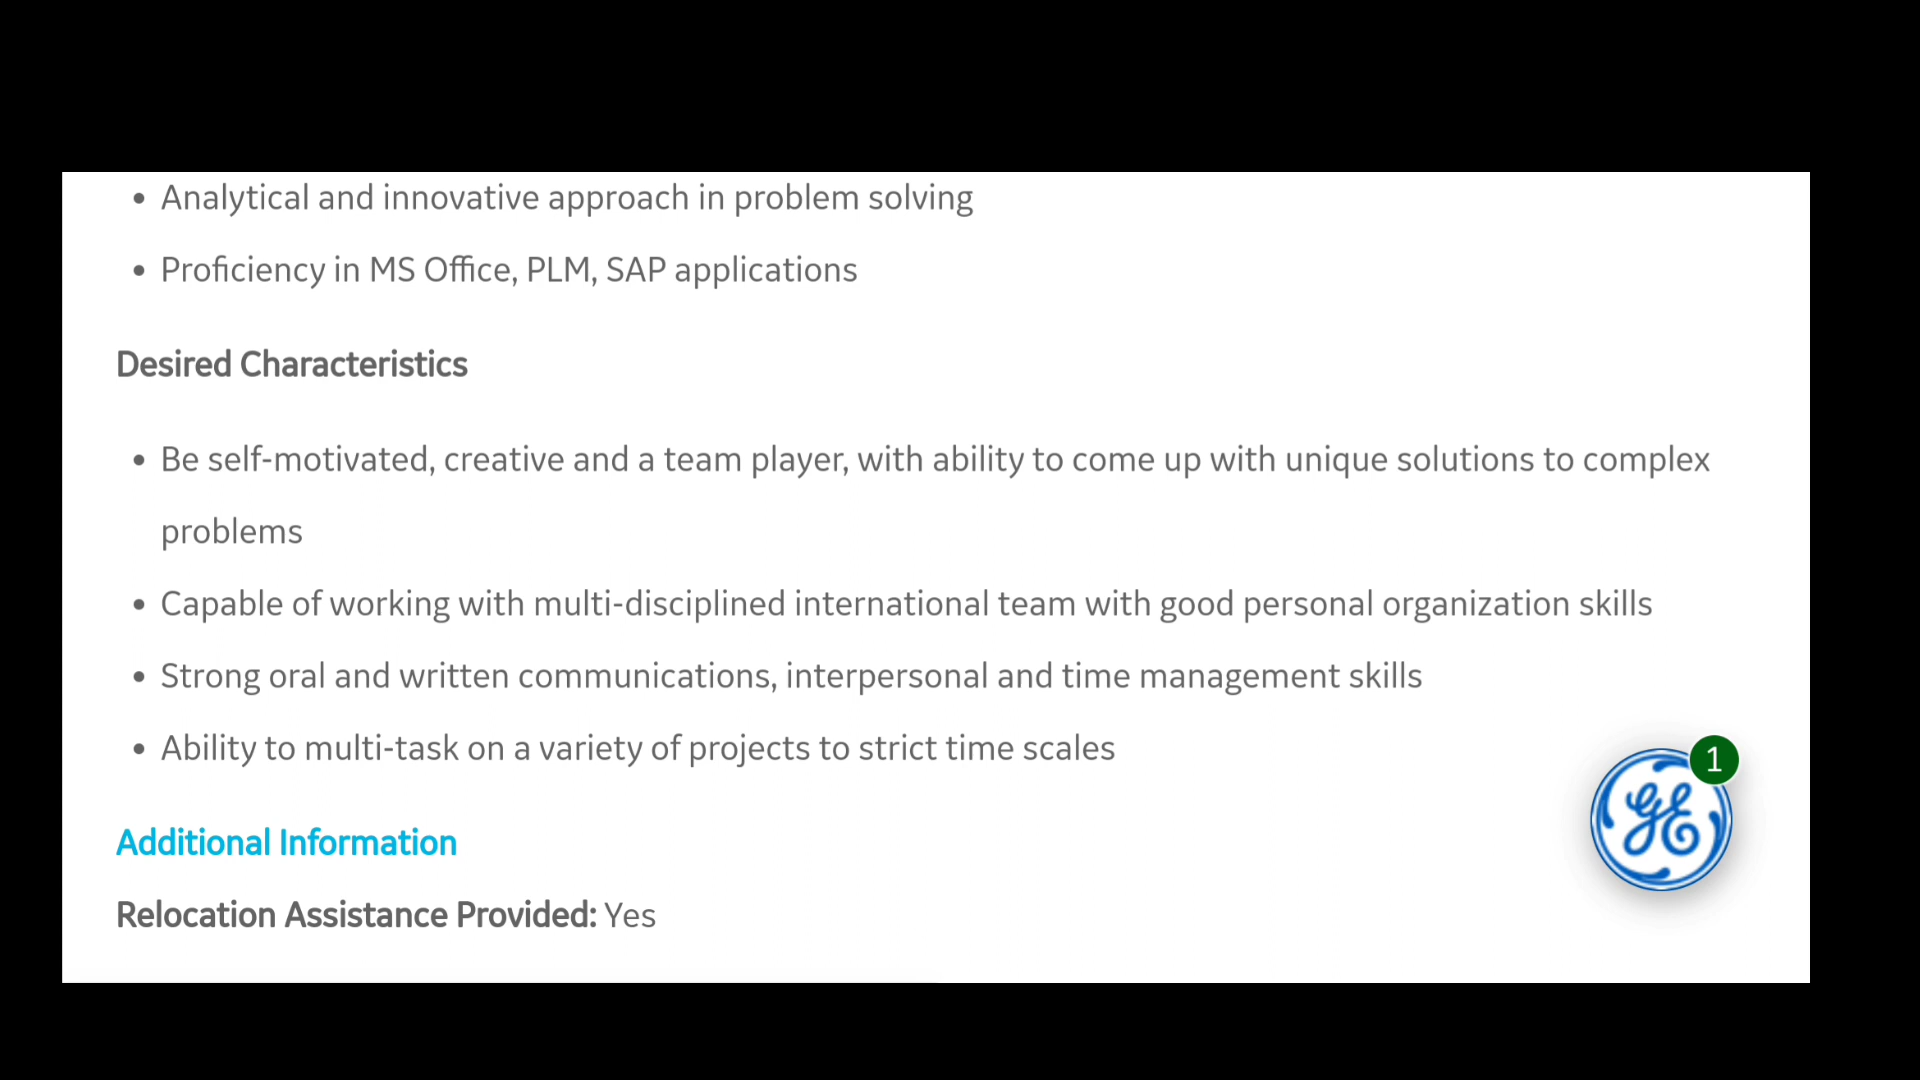 Analytical and innovative approach in problem solving
Proficiency in MS Office, PLM, SAP applications
Desired Characteristics
Be self-motivated, creative and a team player, with ability to come up with unique solutions to complex
problems
Capable of working with multi-disciplined international team with good personal organization skills
Strong oral and written communications, interpersonal and time management skills
Ability to multi-task on a variety of projects to strict time scales
1
GE
Additional Information
Relocation Assistance Provided: Yes